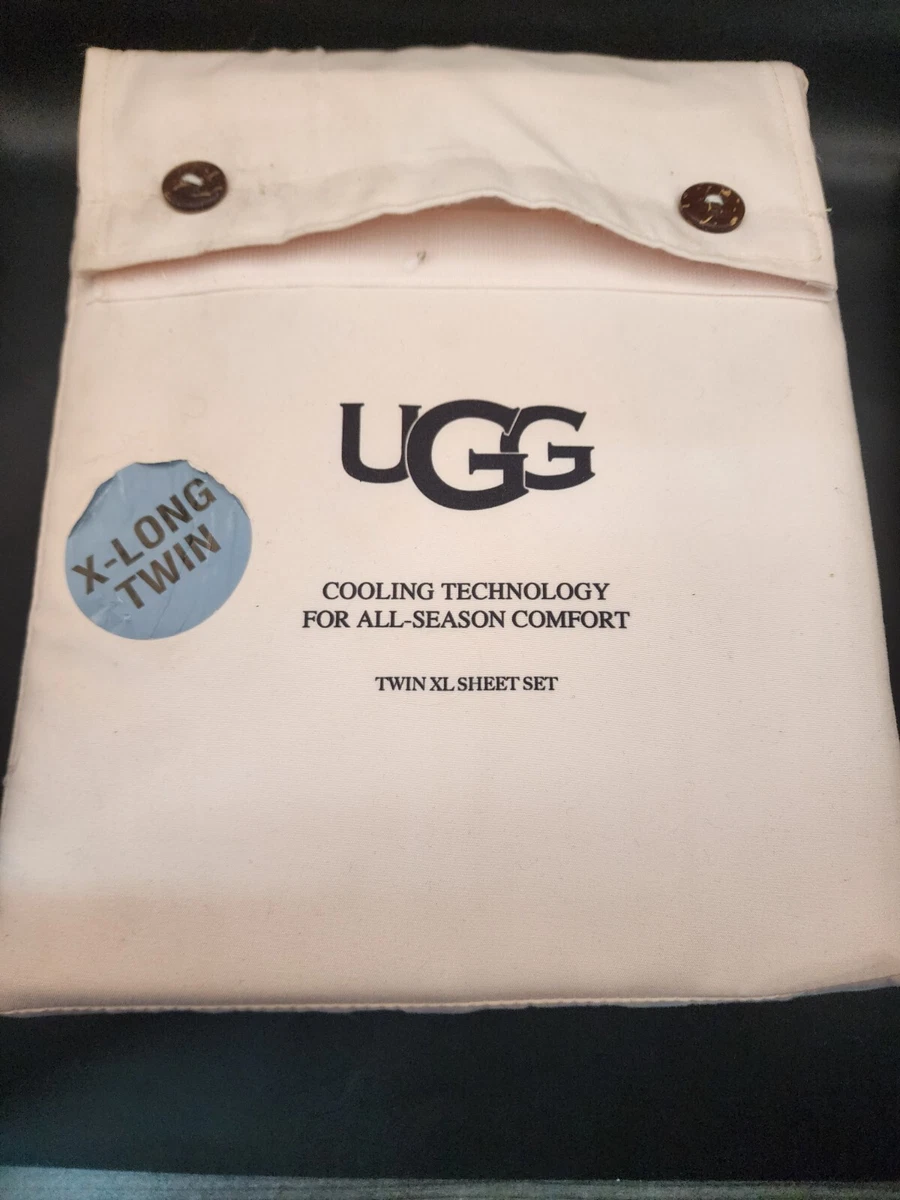 UGG
X-LONG
TWIN
COOLING TECHNOLOGY
FOR ALL-SEASON COMFORT
TWIN XL SHEET SET